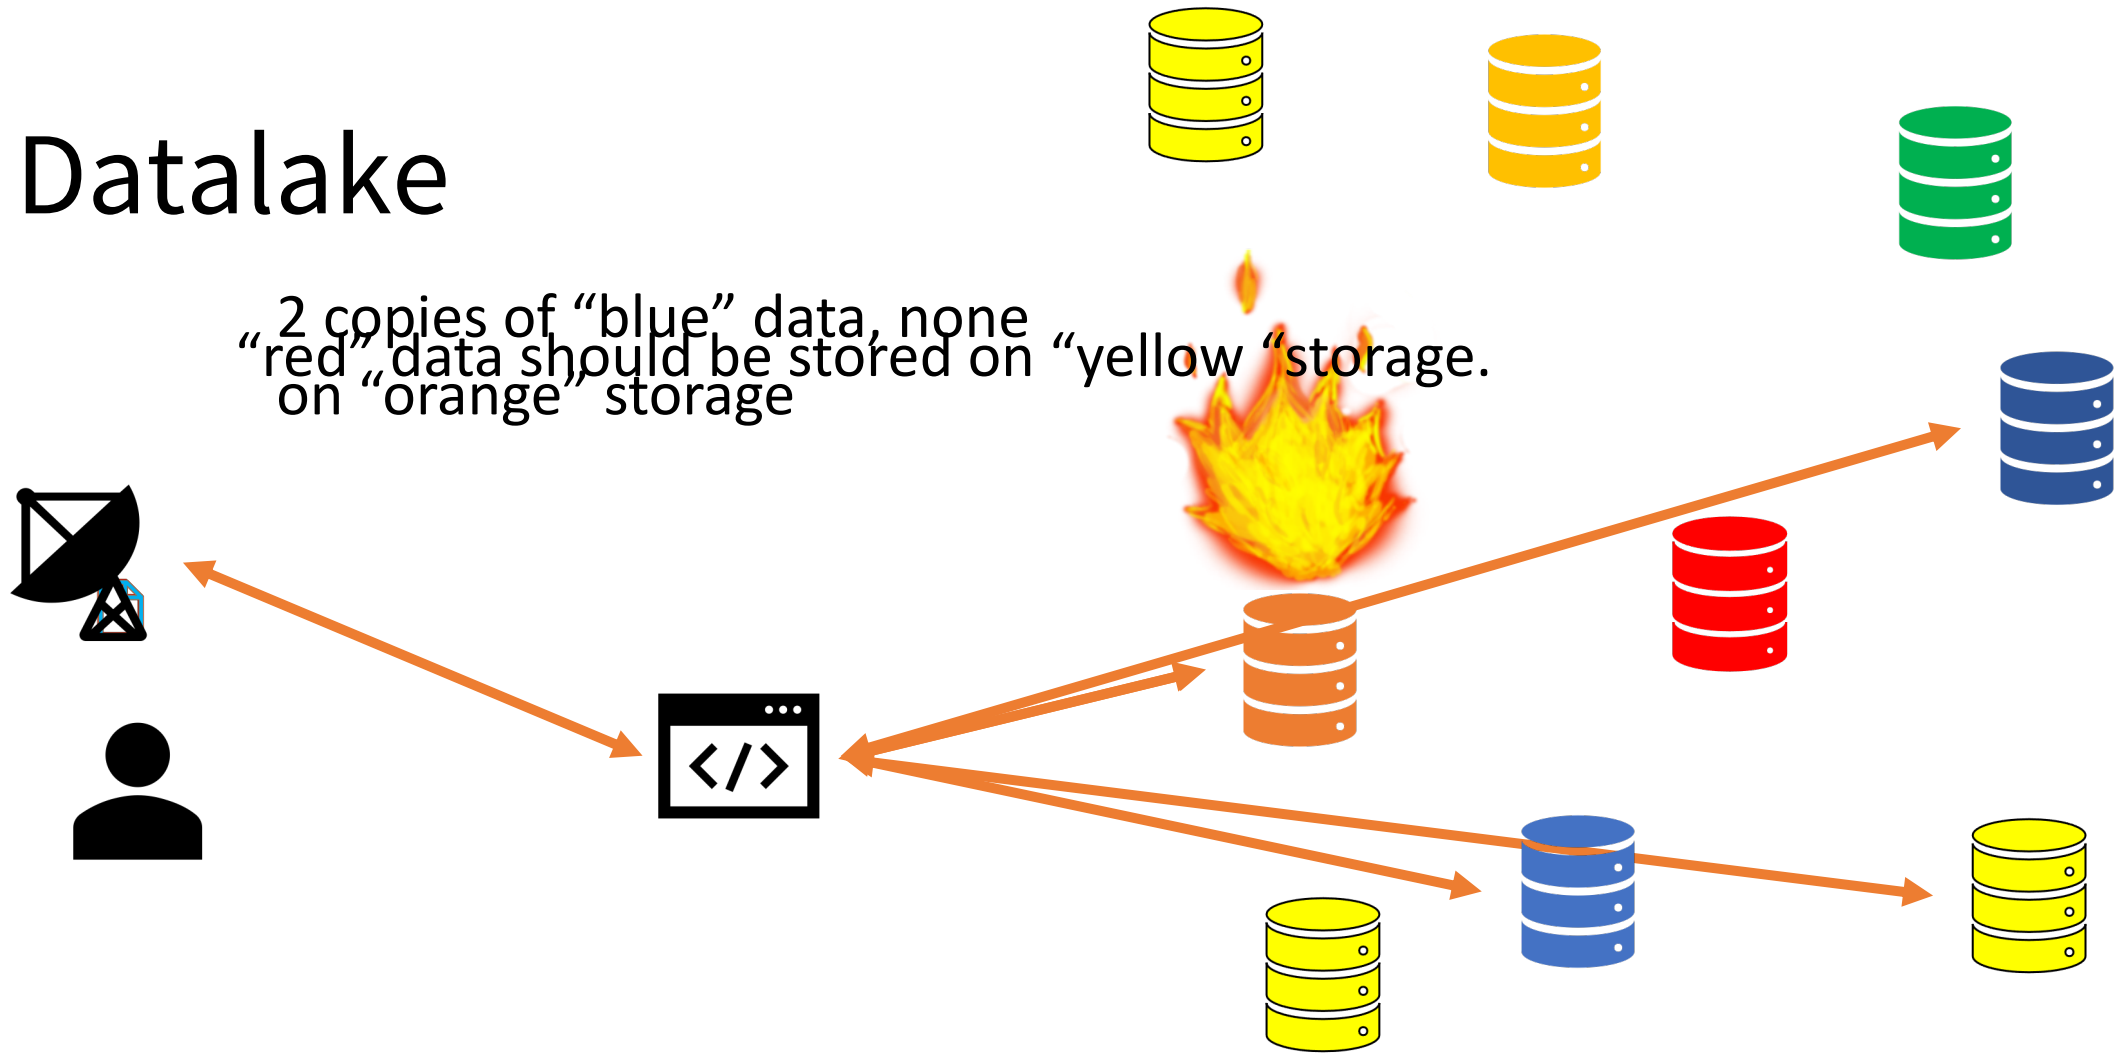 Datalake
2 copies of “blue” data, none
on “orange” storage
“red” data should be stored on “yellow “storage.
</>